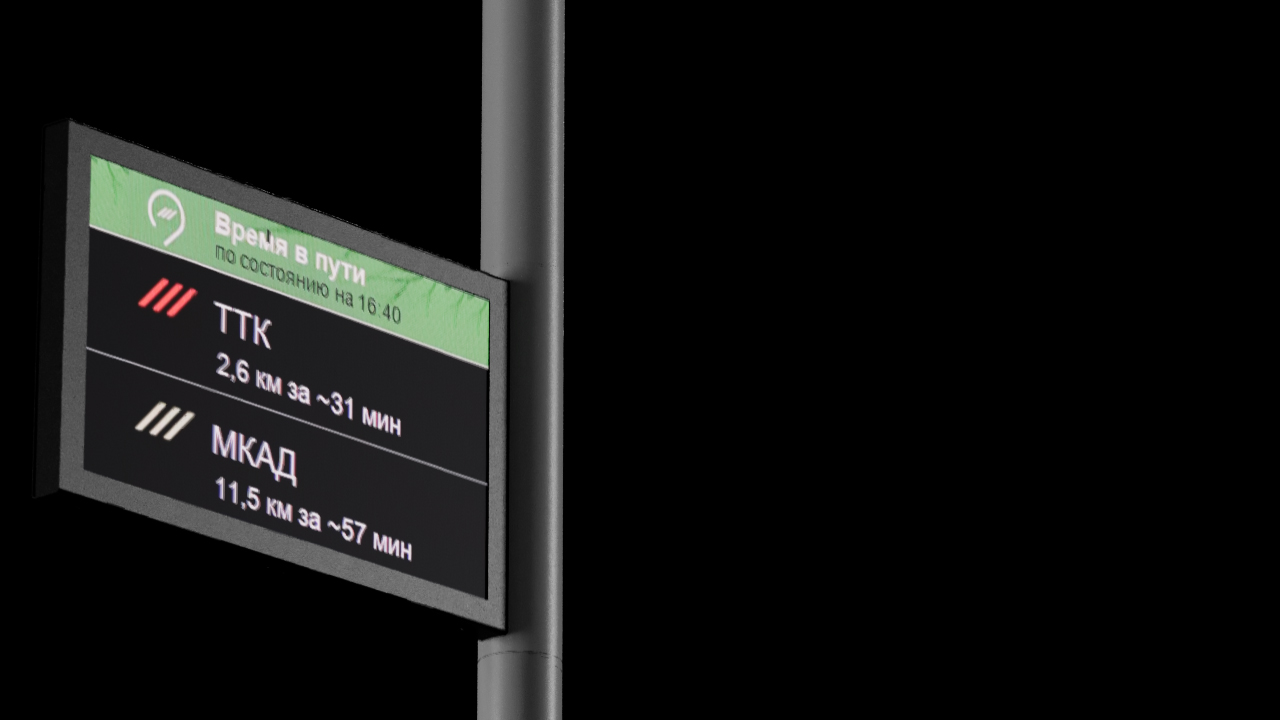 Время в пути
по состоянию на 16:40
ТТК
2,6 км за ~31 мин
МКАД
11,5 км за ~57 мин